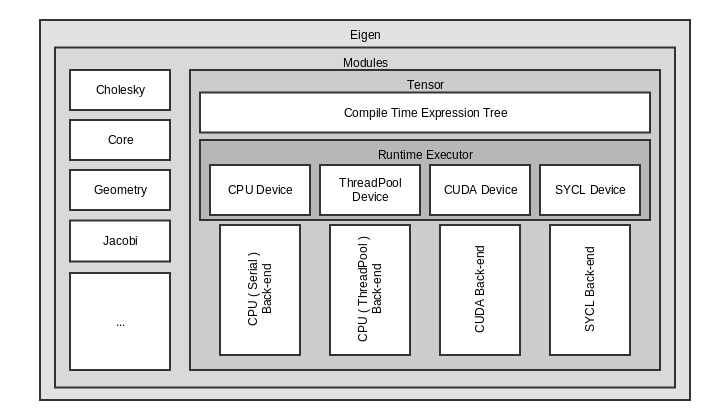 Eigen
Modules
Cholesky
Core
Geometry
Jacobi
...
Tensor
Compile Time Expression Tree
Runtime Executor
CPU Device
ThreadPool
Device
CUDA Device
SYCL Device
CPU ( Serial )
Back-end
CPU ( ThreadPool )
Back-end
CUDA Back-end
SYCL Back-end